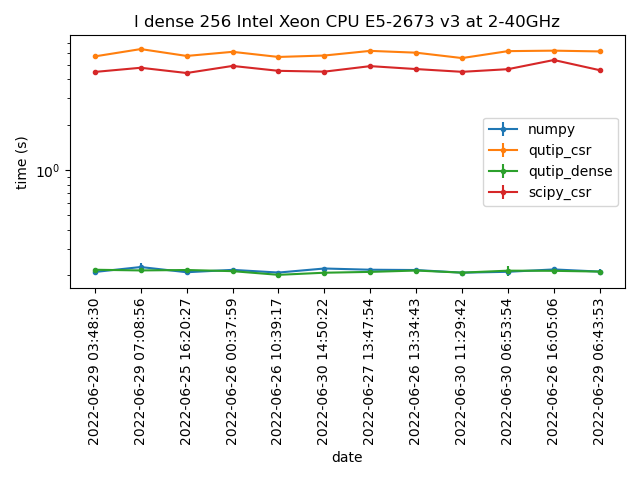 l dense 256 Intel Xeon CPU E5-2673 v3 at 2-40GHz
time (s)
10⁰
numpy
qutip_csr
qutip_dense
scipy_csr
2022-06-29 03:48:30
2022-06-29 07:08:56
2022-06-25 16:20:27
2022-06-26 00:37:59
2022-06-26 10:39:17
2022-06-30 14:50:22
2022-06-27 13:47:54
2022-06-26 13:34:43
2022-06-30 11:29:42
2022-06-30 06:53:54
2022-06-26 16:05:06
2022-06-29 06:43:53
date